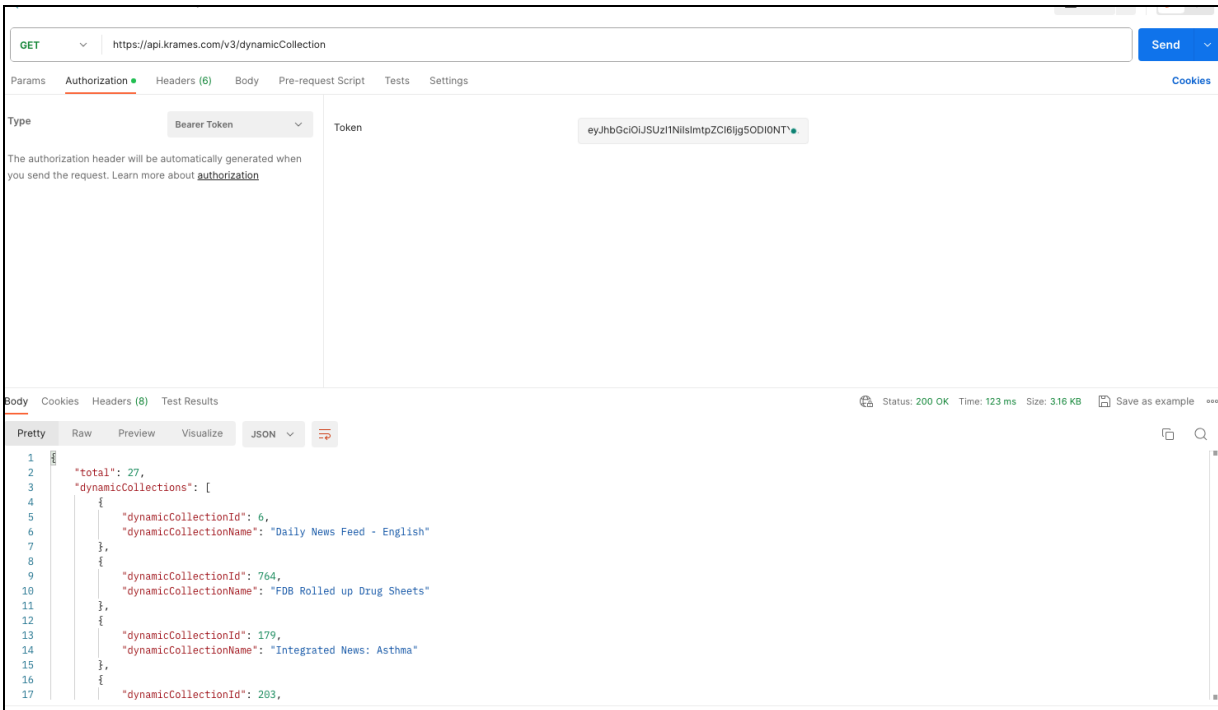 GET https://api.krames.com/v3/dynamicCollection Send
Params Authorization Headers (6) Body Pre-request Script Tests Settings Cookies
Type Bearer Token
The authorization header will be automatically generated when
you send the request. Learn more about authorization
Token
Body Cookies Headers (8) Test Results Status: 200 OK Time: 123 ms Size: 3.16 KB Save as example
Pretty Raw Preview Visualize JSON
1 {
2 "total": 27,
3 "dynamicCollections": [
4 {
5 "dynamicCollectionId": 6,
6 "dynamicCollectionName": "Daily News Feed - English"
7 },
8 {
9 "dynamicCollectionId": 764,
10 "dynamicCollectionName": "FDB Rolled up Drug Sheets"
11 },
12 {
13 "dynamicCollectionId": 179,
14 "dynamicCollectionName": "Integrated News: Asthma"
15 },
16 {
17 "dynamicCollectionId": 203,